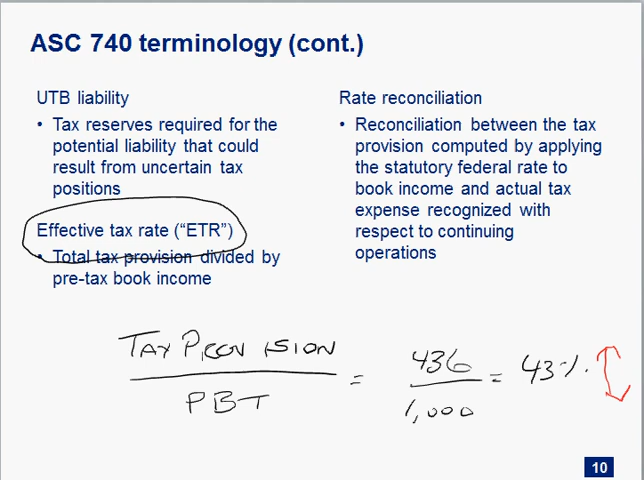 ASC 740 terminology (cont.)
UTB liability
• Tax reserves required for the
potential liability that could
result from uncertain tax
positions
Effective tax rate (“ETR”)
• Total tax provision divided by
pre-tax book income
Rate reconciliation
• Reconciliation between the tax
provision computed by applying
the statutory federal rate to
book income and actual tax
expense recognized with
respect to continuing
operations
TAX PROVISION
PBT
=
436
1,000
= 43%
10